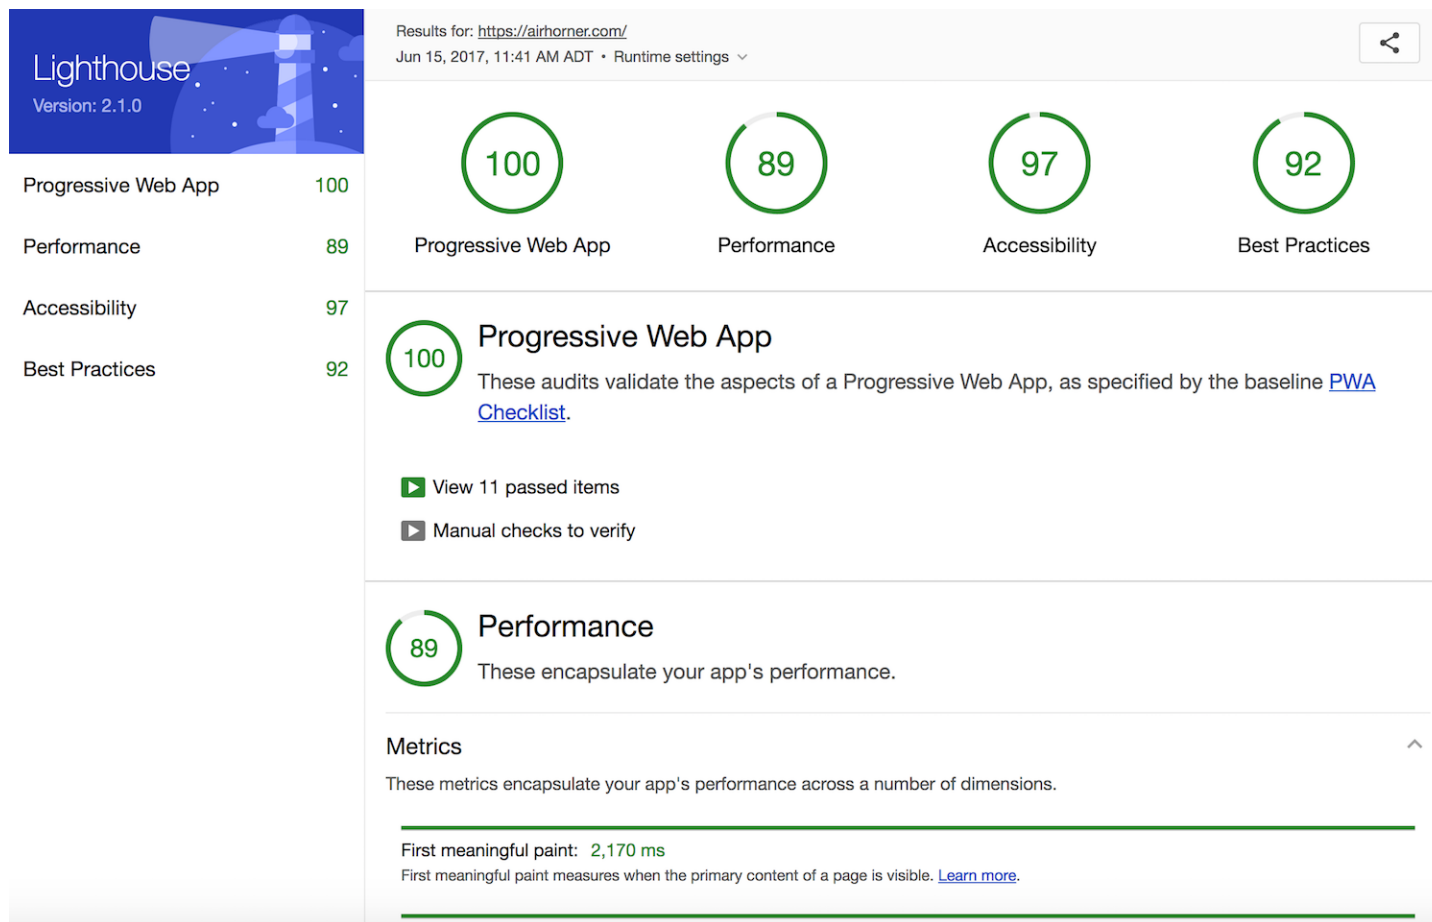 Lighthouse
Version: 2.1.0
Progressive Web App 100
Performance 89
Accessibility 97
Best Practices 92
Results for: https://airhorner.com/
Jun 15, 2017, 11:41 AM ADT • Runtime settings
100 89 97 92
Progressive Web App Performance Accessibility Best Practices
100
Progressive Web App
These audits validate the aspects of a Progressive Web App, as specified by the baseline PWA
Checklist.
View 11 passed items
Manual checks to verify
89
Performance
These encapsulate your app's performance.
Metrics
These metrics encapsulate your app's performance across a number of dimensions.
First meaningful paint: 2,170 ms
First meaningful paint measures when the primary content of a page is visible. Learn more.